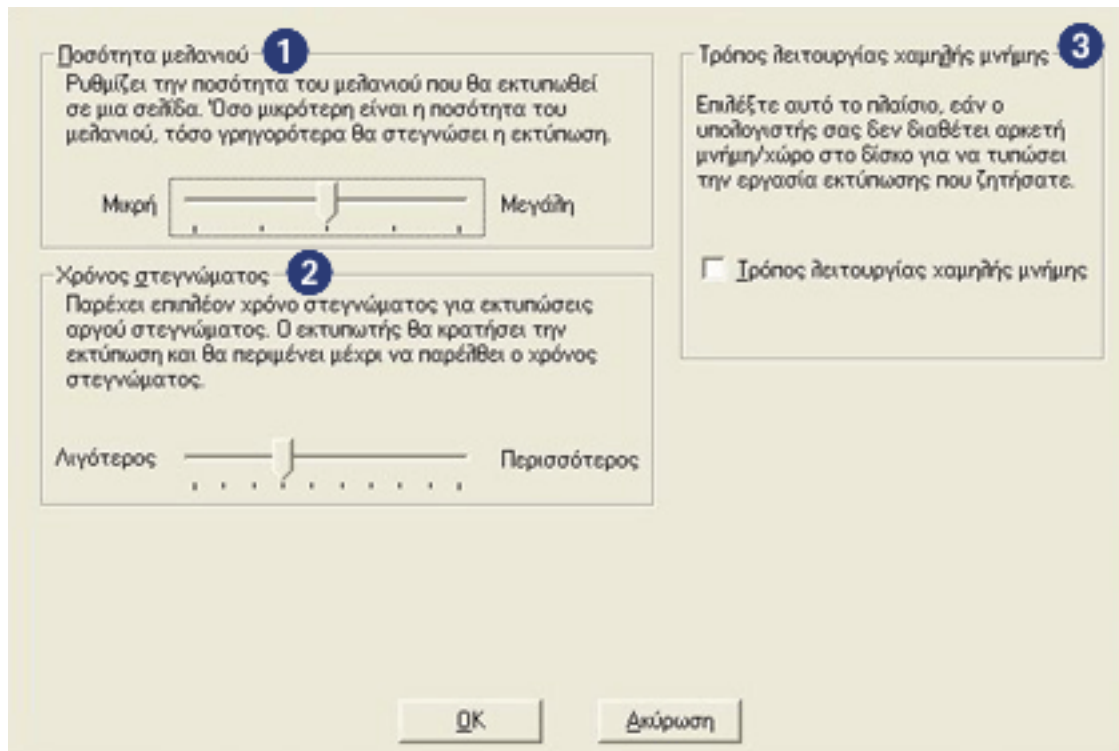 Ποσότητα μελανιού 1
Ρυθμίζει την ποσότητα του μελανιού που θα εκτυπωθεί
σε μια σελίδα. Όσο μικρότερη είναι η ποσότητα του
μελανιού, τόσο γρηγορότερα θα στεγνώσει η εκτύπωση.
Μικρή
Μεγάλη
Χρόνος στεγνώματος 2
Παρέχει επιπλέον χρόνο στεγνώματος για εκτυπώσεις
αργού στεγνώματος. Ο εκτυπωτής θα κρατήσει την
εκτύπωση και θα περιμένει μέχρι να παρέλθει ο χρόνος
στεγνώματος.
Λιγότερος
Περισσότερος
Τρόπος λειτουργίας χαμηλής μνήμης 3
Επιλέξτε αυτό το πλαίσιο, εάν ο
υπολογιστής σας δεν διαθέτει αρκετή
μνήμη/χώρο στο δίσκο για να τυπώσει
την εργασία εκτύπωσης που ζητήσατε.
Τρόπος λειτουργίας χαμηλής μνήμης
OK
Ακύρωση